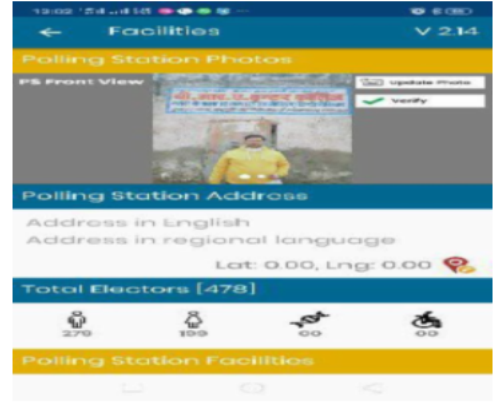 13:02
Facilities V 2.14
Polling Station Photos
PS Front View
Update Photo
Verify
Polling Station Address
Address in English
Address in regional language
Lat: 0.00, Lng: 0.00
Total Electors [478]
279 199 00 00
Polling Station Facilities